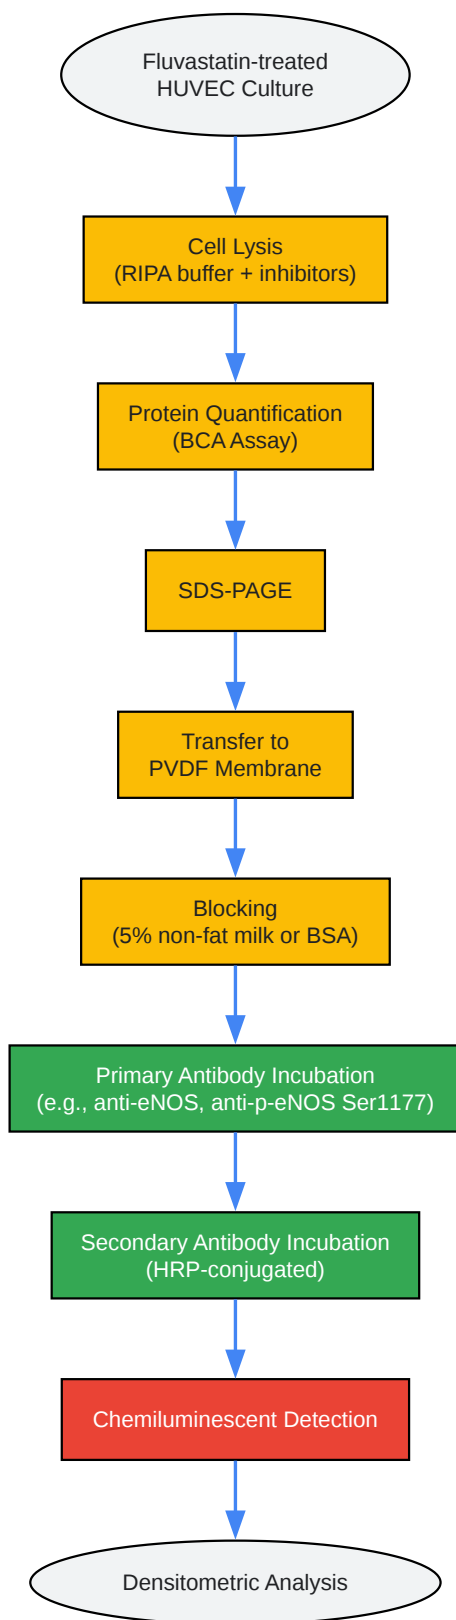 Fluvastatin-treated
HUVEC Culture
Cell Lysis
(RIPA buffer + inhibitors)
Protein Quantification
(BCA Assay)
SDS-PAGE
Transfer to
PVDF Membrane
Blocking
(5% non-fat milk or BSA)
Primary Antibody Incubation
(e.g., anti-eNOS, anti-p-eNOS Ser1177)
Secondary Antibody Incubation
(HRP-conjugated)
Chemiluminescent Detection
Densitometric Analysis